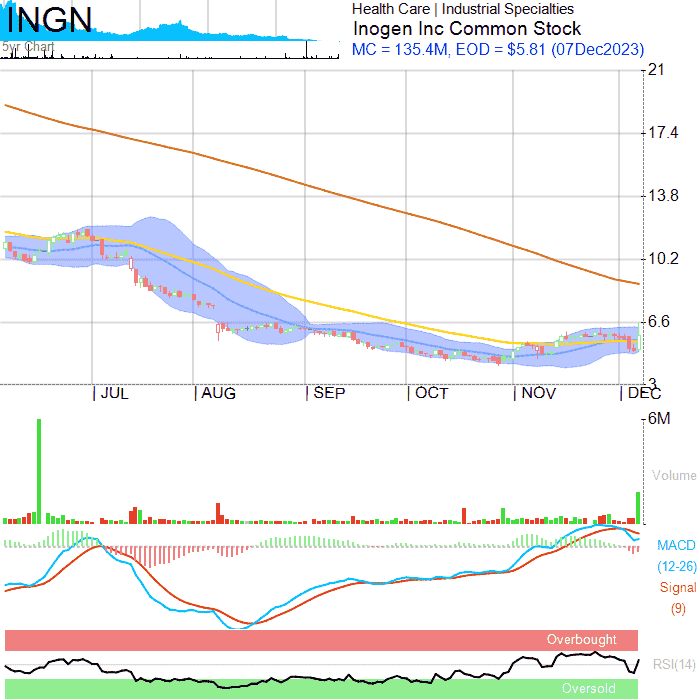 INGN
5yr Chart
Health Care | Industrial Specialties
Inogen Inc Common Stock
MC = 135.4M, EOD = $5.81 (07Dec2023)
21
17.4
13.8
10.2
6.6
3
JUL
AUG
SEP
OCT
NOV
DEC
6M
Volume
MACD
(12-26)
Signal
(9)
Overbought
RSI(14)
Oversold